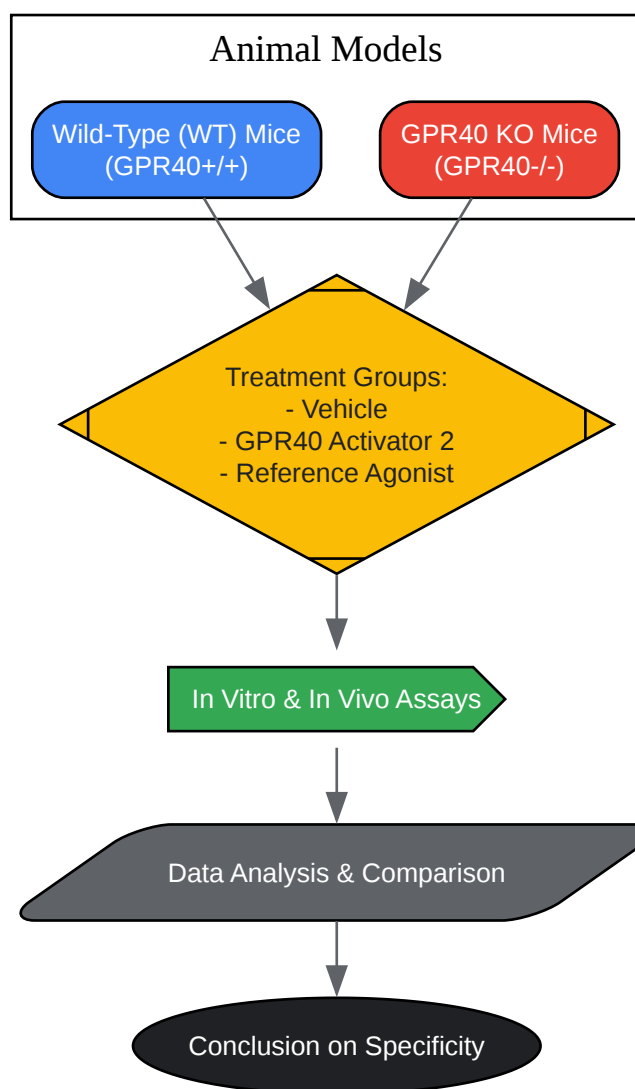 Animal Models
Wild-Type (WT) Mice
(GPR40+/+)
GPR40 KO Mice
(GPR40-/-)
Treatment Groups:
- Vehicle
- GPR40 Activator 2
- Reference Agonist
In Vitro & In Vivo Assays
Data Analysis & Comparison
Conclusion on Specificity